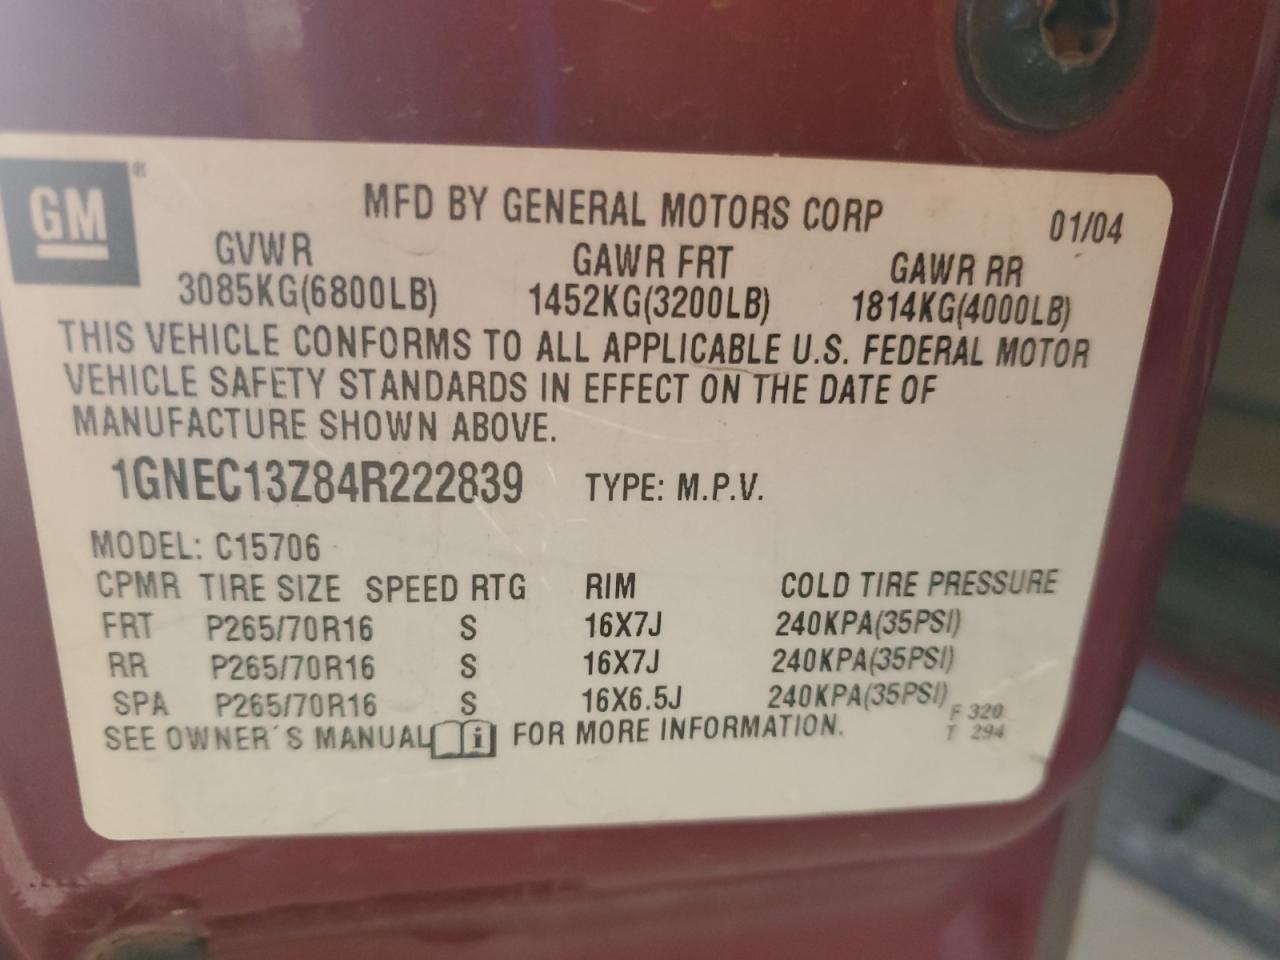 GM®
MFD BY GENERAL MOTORS CORP 01/04
GVWR GAWR FRT GAWR RR
3085KG(6800LB) 1452KG(3200LB) 1814KG(4000LB)
THIS VEHICLE CONFORMS TO ALL APPLICABLE U.S. FEDERAL MOTOR
VEHICLE SAFETY STANDARDS IN EFFECT ON THE DATE OF
MANUFACTURE SHOWN ABOVE.
1GNEC13Z84R222839 TYPE: M.P.V.
MODEL: C15706
CPMR TIRE SIZE SPEED RTG RIM COLD TIRE PRESSURE
FRT P265/70R16 S 16X7J 240KPA(35PSI)
RR P265/70R16 S 16X7J 240KPA(35PSI)
SPA P265/70R16 S 16X6.5J 240KPA(35PSI)
SEE OWNER´S MANUAL i FOR MORE INFORMATION.
F 320
T 294